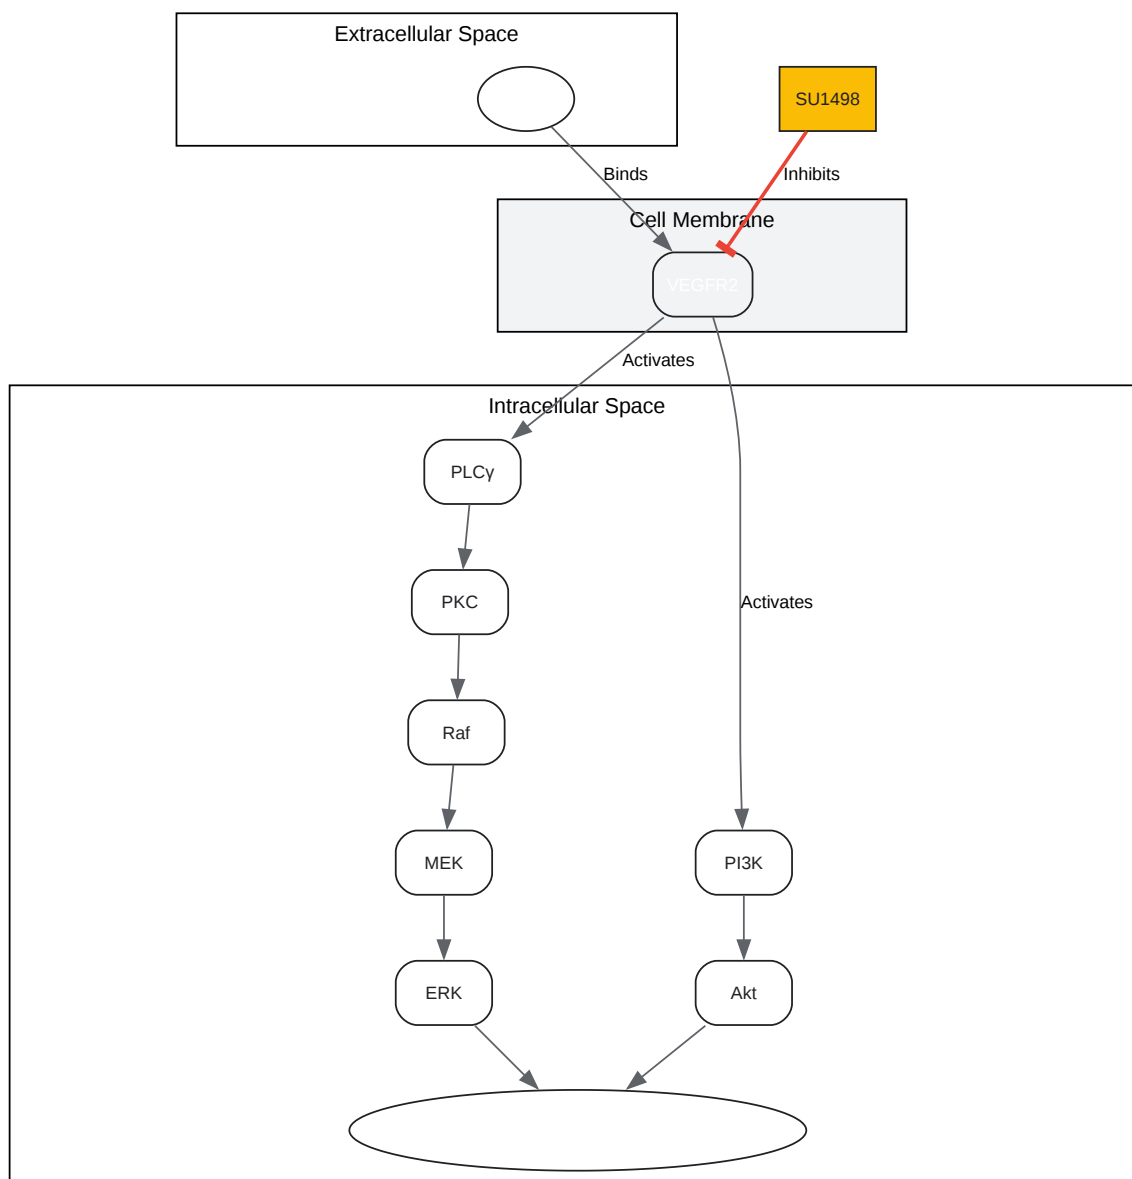 Extracellular Space
SU1498
Binds
Inhibits
Cell Membrane
VEGFR2
Activates
Intracellular Space
PLCγ
PKC
Activates
Raf
MEK
PI3K
ERK
Akt